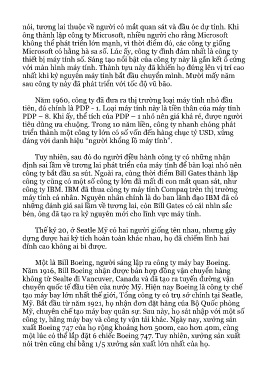 nói, tương lai thuộc về người có mắt quan sát và đầu óc dự tính. Khi
ông thành lập công ty Microsoft, nhiều người cho rằng Microsoft
không thể phát triển lớn mạnh, vì thời điểm đó, các công ty giống
Microsoft có hằng hà sa số. Lúc ấy, công ty đình đám nhất là công ty
thiết bị máy tính số. Sáng tạo nổi bật của công ty này là gắn kết ổ cứng
với màn hình máy tính. Thành tựu này đã khiến họ đứng lên vị trí cao
nhất khi kỷ nguyên máy tính bắt đầu chuyển mình. Mười mấy năm
sau công ty này đã phát triển với tốc độ vũ bão.
Năm 1960, công ty đã đưa ra thị trường loại máy tính nhỏ đầu
tiên, đó chính là PDP - 1. Loại máy tính này là tiền thân của máy tính
PDP – 8. Khi ấy, thể tích của PDP – 1 nhỏ nên giá khá rẻ, được người
tiêu dùng ưa chuộng. Trong 10 năm liền, công ty nhanh chóng phát
triển thành một công ty lớn có số vốn đến hàng chục tỷ USD, xứng
đáng với danh hiệu “người khổng lồ máy tính”.
Tuy nhiên, sau đó do người điều hành công ty có những nhận
định sai lầm về tương lai phát triển của máy tính để bàn loại nhỏ nên
công ty bắt đầu sa sút. Ngoài ra, cùng thời điểm Bill Gates thành lập
công ty cũng có một số công ty lớn đã mất đi con mắt quan sát, như
công ty IBM. IBM đã thua công ty máy tính Compaq trên thị trường
máy tính cá nhân. Nguyên nhân chính là do ban lãnh đạo IBM đã có
những đánh giá sai lầm về tương lai, còn Bill Gates có cái nhìn sắc
bén, ông đã tạo ra kỷ nguyên mới cho lĩnh vực máy tính.
Thế kỷ 20, ở Seatle Mỹ có hai người giống tên nhau, nhưng gây
dựng được hai kỳ tích hoàn toàn khác nhau, họ đã chiếm lĩnh hai
đỉnh cao không ai bì được.
Một là Bill Boeing, người sáng lập ra công ty máy bay Boeing.
Năm 1916, Bill Boeing nhận được bản hợp đồng vận chuyển hàng
không từ Sealte đi Vancuver, Canada và đã tạo ra tuyến đường vận
chuyển quốc tế đầu tiên của nước Mỹ. Hiện nay Boeing là công ty chế
tạo máy bay lớn nhất thế giới, Tổng công ty có trụ sở chính tại Seatle,
Mỹ. Bắt đầu từ năm 1921, họ nhận đơn đặt hàng của Bộ Quốc phòng
Mỹ, chuyên chế tạo máy bay quân sự. Sau này, họ sát nhập với một số
công ty, hãng máy bay và công ty vận tải khác. Ngày nay, xưởng sản
xuất Boeing 747 của họ rộng khoảng hơn 500m, cao hơn 40m, cùng
một lúc có thể lắp đặt 6 chiếc Boeing 747. Tuy nhiên, xưởng sản xuất
nói trên cũng chỉ bằng 1/5 xưởng sản xuất lớn nhất của họ.